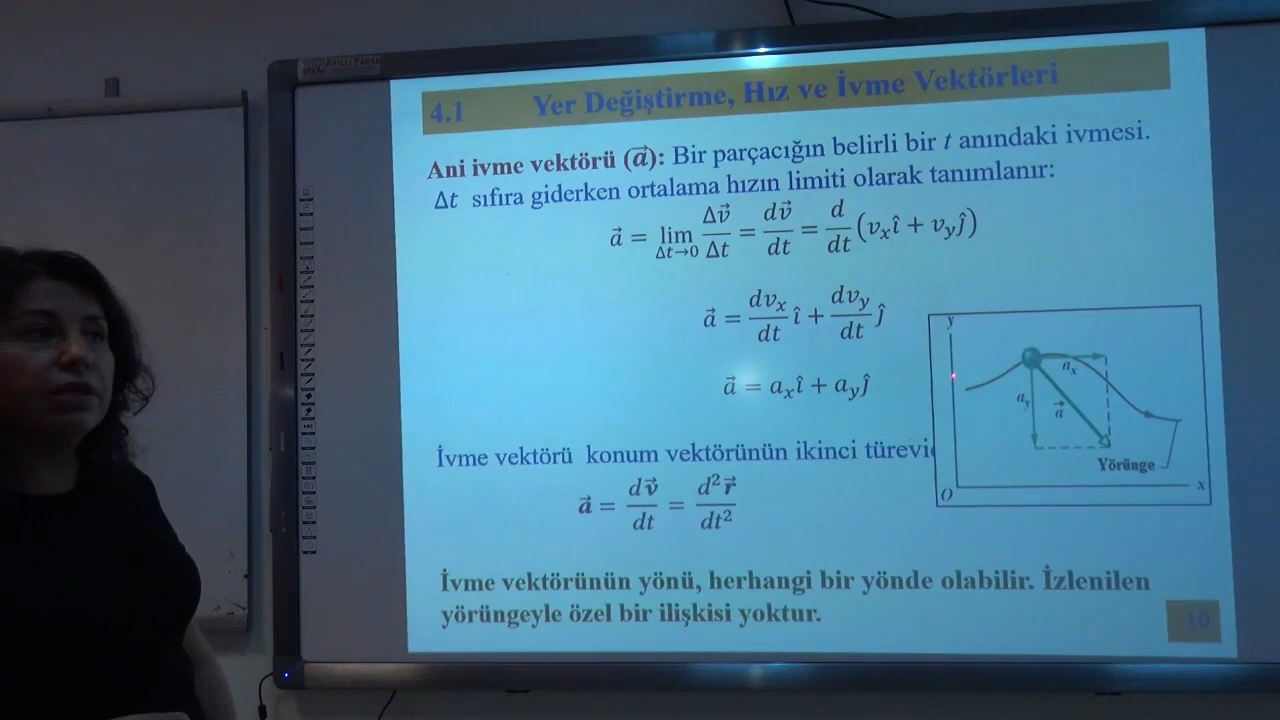 AKILLI TAHTA
4.1 Yer Değiştirme, Hız ve İvme Vektörleri
Ani ivme vektörü (a⃗): Bir parçacığın belirli bir t anındaki ivmesi.
Δt sıfıra giderken ortalama hızın limiti olarak tanımlanır:
a⃗ = lim Δt→0 Δv⃗/Δt = dv⃗/dt = d/dt (vₓî + v_yĵ)
a⃗ = dvₓ/dt î + dv_y/dt ĵ
a⃗ = aₓî + a_yĵ
İvme vektörü konum vektörünün ikinci türevi
a⃗ = dv⃗/dt = d²r⃗/dt²
y
aₓ
a_y
a⃗
Yörünge
O
x
İvme vektörünün yönü, herhangi bir yönde olabilir. İzlenilen
yörüngeyle özel bir ilişkisi yoktur.
10